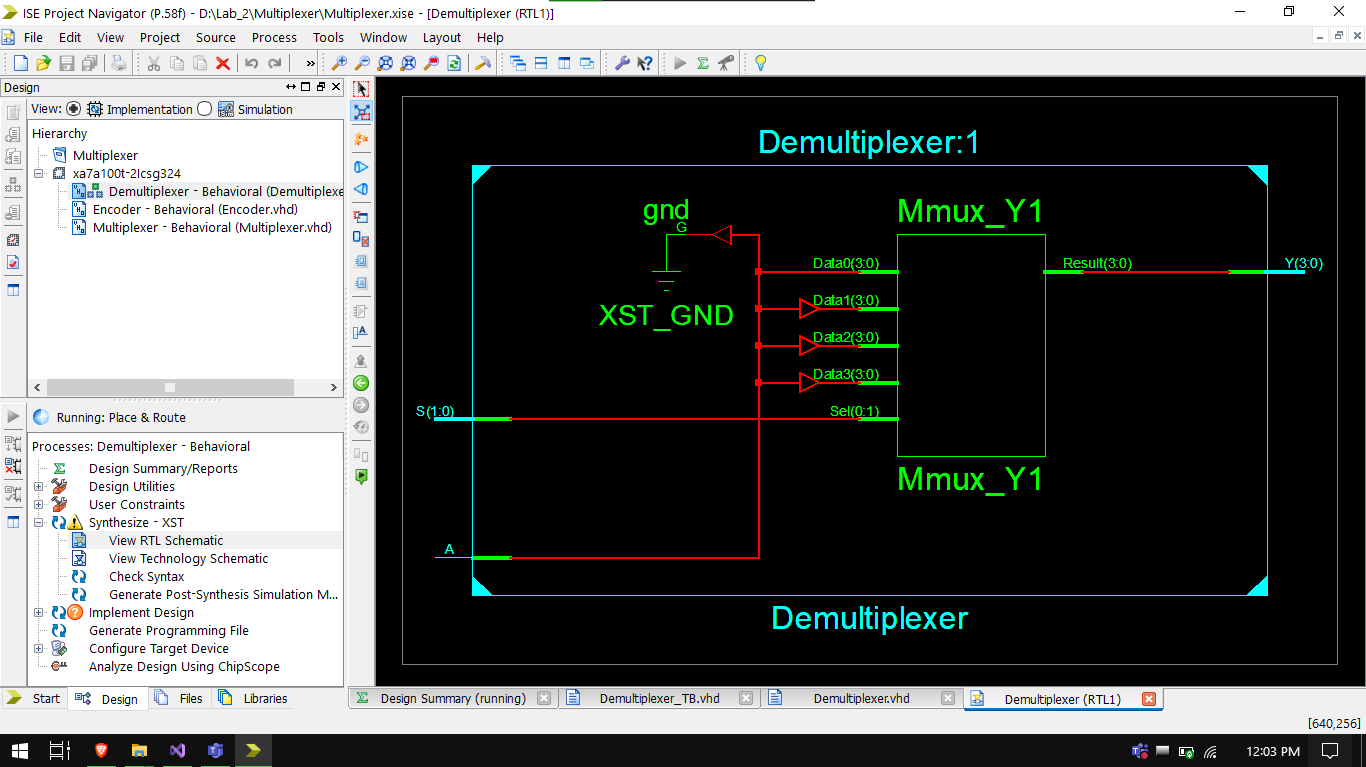 ISE Project Navigator (P.58f) - D:\Lab_2\Multiplexer\Multiplexer.xise - [Demultiplexer (RTL1)]
File Edit View Project Source Process Tools Window Layout Help
Design
View: Implementation Simulation
Hierarchy
Multiplexer
xa7a100t-2Icsg324
Demultiplexer - Behavioral (Demultiplexe
Encoder - Behavioral (Encoder.vhd)
Multiplexer - Behavioral (Multiplexer.vhd)
Running: Place & Route
Processes: Demultiplexer - Behavioral
Design Summary/Reports
Design Utilities
User Constraints
Synthesize - XST
View RTL Schematic
View Technology Schematic
Check Syntax
Generate Post-Synthesis Simulation M...
Implement Design
Generate Programming File
Configure Target Device
Analyze Design Using ChipScope
Start Design Files Libraries
Demultiplexer:1
gnd
G
XST_GND
Mmux_Y1
Data0(3:0)
Data1(3:0)
Data2(3:0)
Data3(3:0)
Sel(0:1)
Result(3:0)
Y(3:0)
S(1:0)
A
Mmux_Y1
Demultiplexer
Design Summary (running) Demultiplexer_TB.vhd Demultiplexer.vhd Demultiplexer (RTL1)
[640,256]
12:03 PM